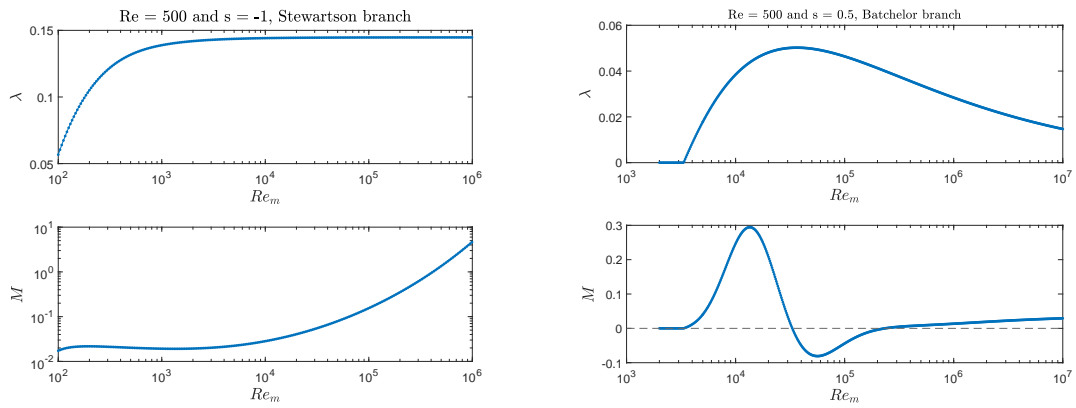 Re = 500 and s = -1, Stewartson branch
0.15
0.1
0.05
λ
10^2 10^3 10^4 10^5 10^6
Re_m
10^1
10^0
10^-1
10^-2
M
10^2 10^3 10^4 10^5 10^6
Re_m
Re = 500 and s = 0.5, Batchelor branch
0.06
0.04
0.02
0
λ
10^3 10^4 10^5 10^6 10^7
Re_m
0.3
0.2
0.1
0
-0.1
M
10^3 10^4 10^5 10^6 10^7
Re_m